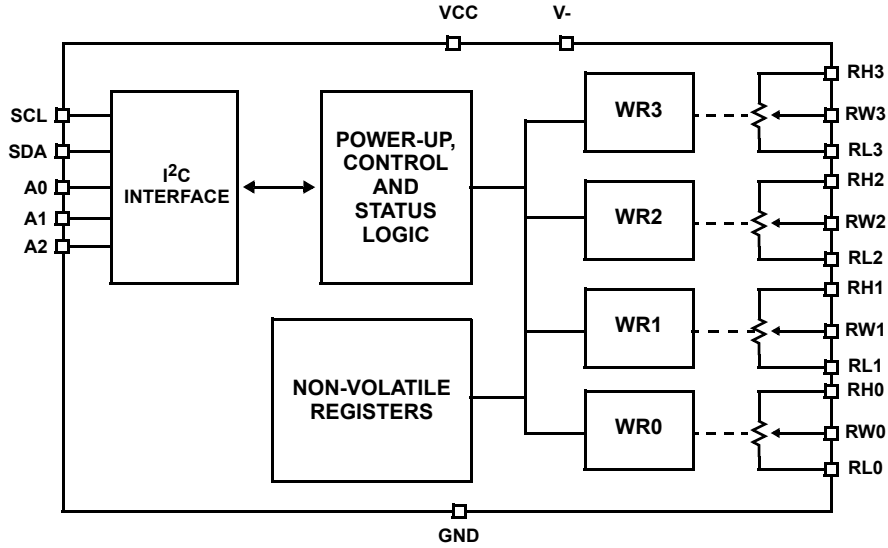 VCC
V-
SCL
SDA
A0
A1
A2
I²C
INTERFACE
POWER-UP,
CONTROL
AND
STATUS
LOGIC
NON-VOLATILE
REGISTERS
WR3
WR2
WR1
WR0
RH3
RW3
RL3
RH2
RW2
RL2
RH1
RW1
RL1
RH0
RW0
RL0
GND